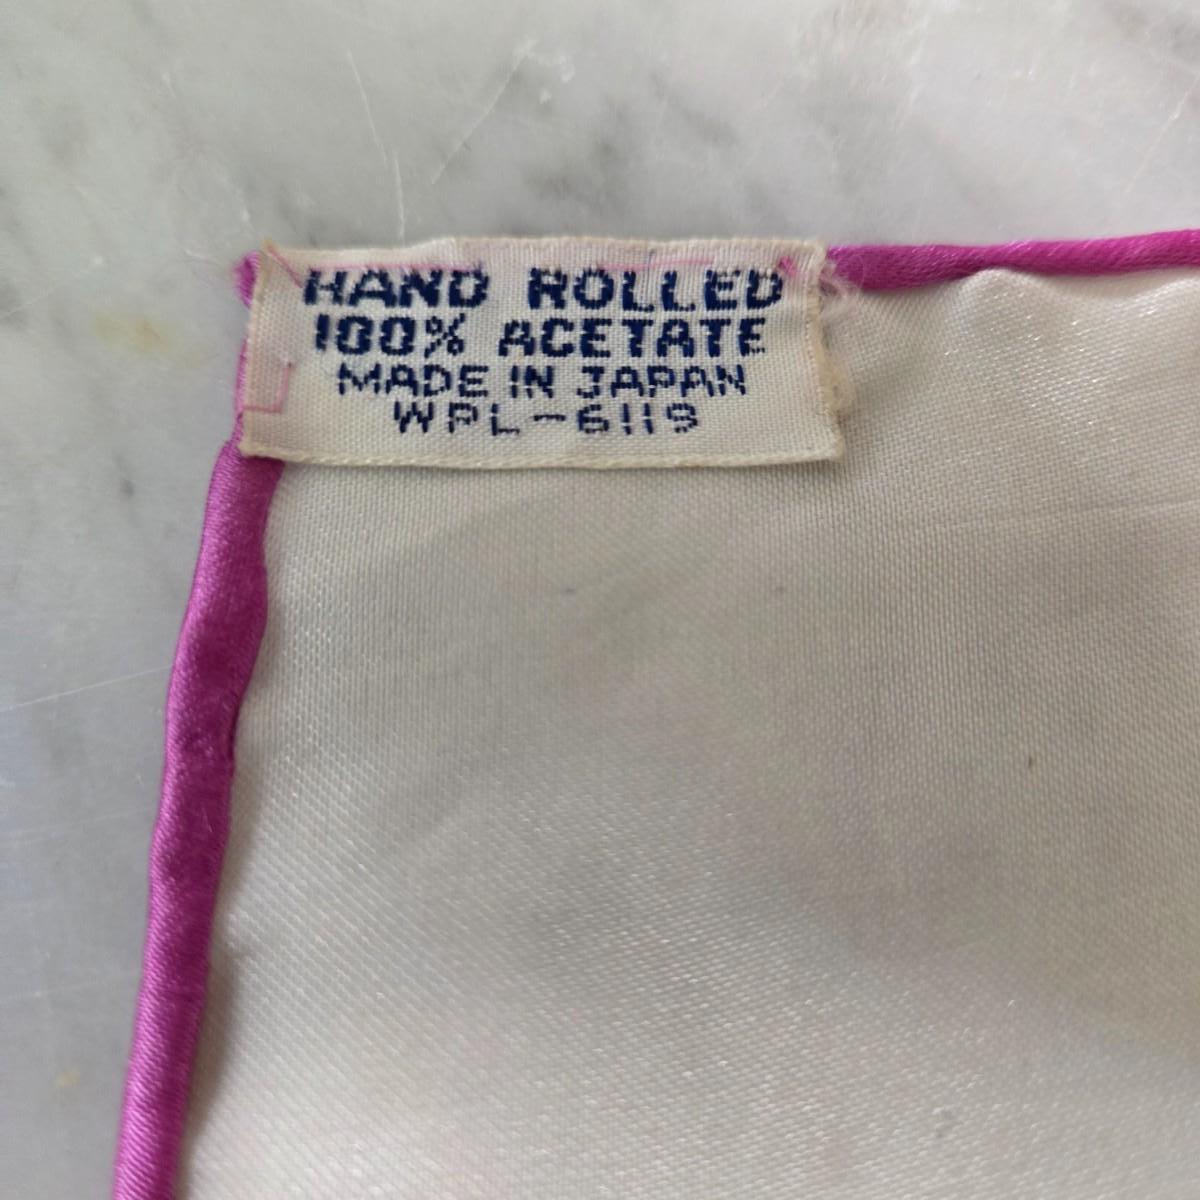 HAND ROLLED
100% ACETATE
MADE IN JAPAN
WPL-6119